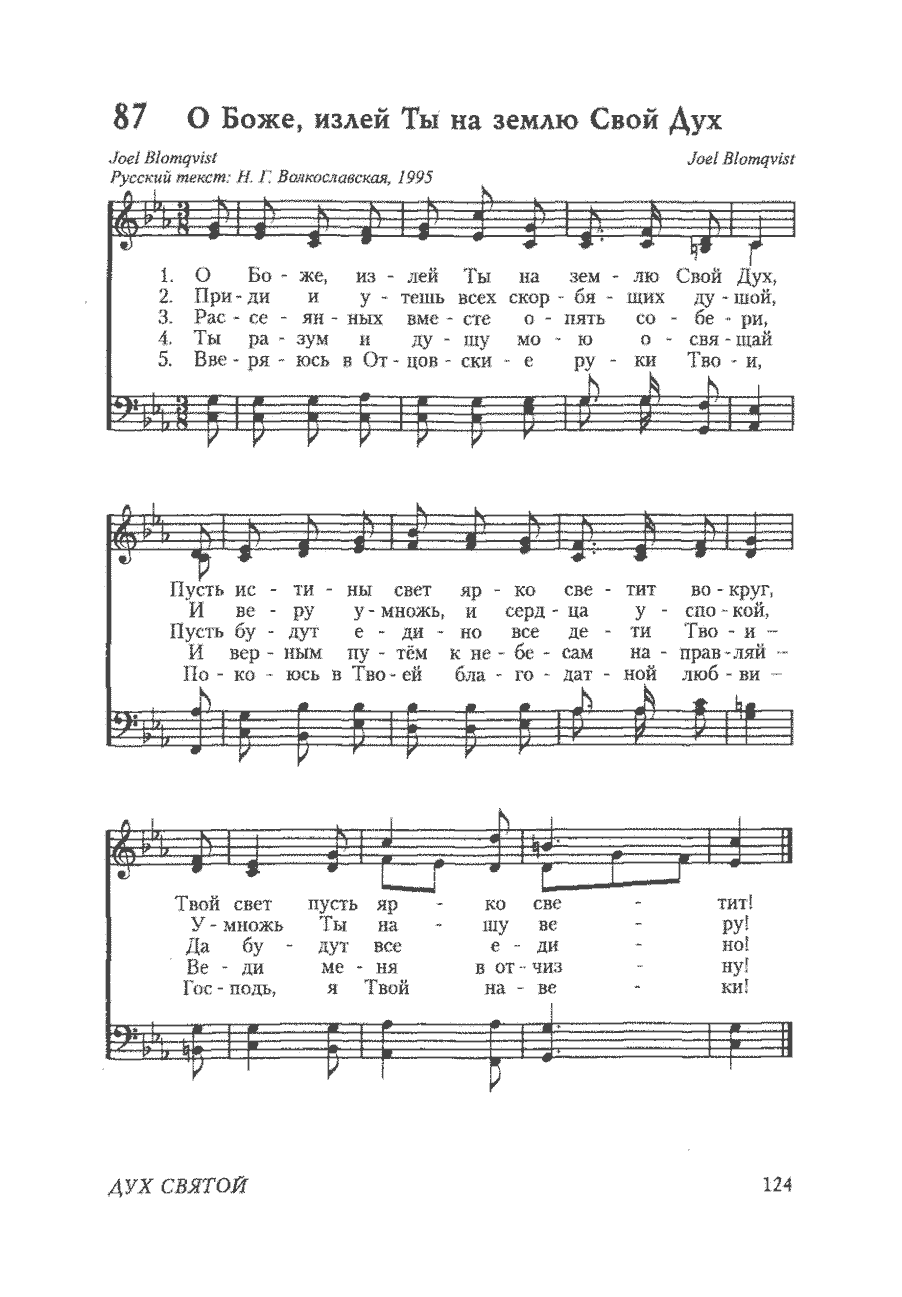 87 О Боже, излей Ты на землю Свой Дух
Joel Blomqvist Joel Blomqvist
Русский текст: Н. Г. Волкославская, 1995
1. О Бо - же, из - лей Ты на зем - лю Свой Дух,
2. При - ди и у - тешь всех скор - бя - щих ду - шой,
3. Рас - се - ян - ных вме - сте о - пять со - бе - ри,
4. Ты ра - зум и ду - шу мо - ю о - свя - щай
5. Вве - ря - юсь в От - цов - ски - е ру - ки Тво - и,
Пусть ис - ти - ны свет яр - ко све - тит во - круг,
И ве - ру у - множь, и серд - ца у - спо - кой,
Пусть бу - дут е - ди - но все де - ти Тво - и –
И вер - ным пу - тём к не - бе - сам на - прав - ляй –
По - ко - юсь в Тво - ей бла - го - дат - ной люб - ви –
Твой свет пусть яр - ко све - тит!
У - множь Ты на - шу ве - ру!
Да бу - дут все е - ди - но!
Ве - ди ме - ня в от - чиз - ну!
Гос - подь, я Твой на - ве - ки!
ДУХ СВЯТОЙ 124